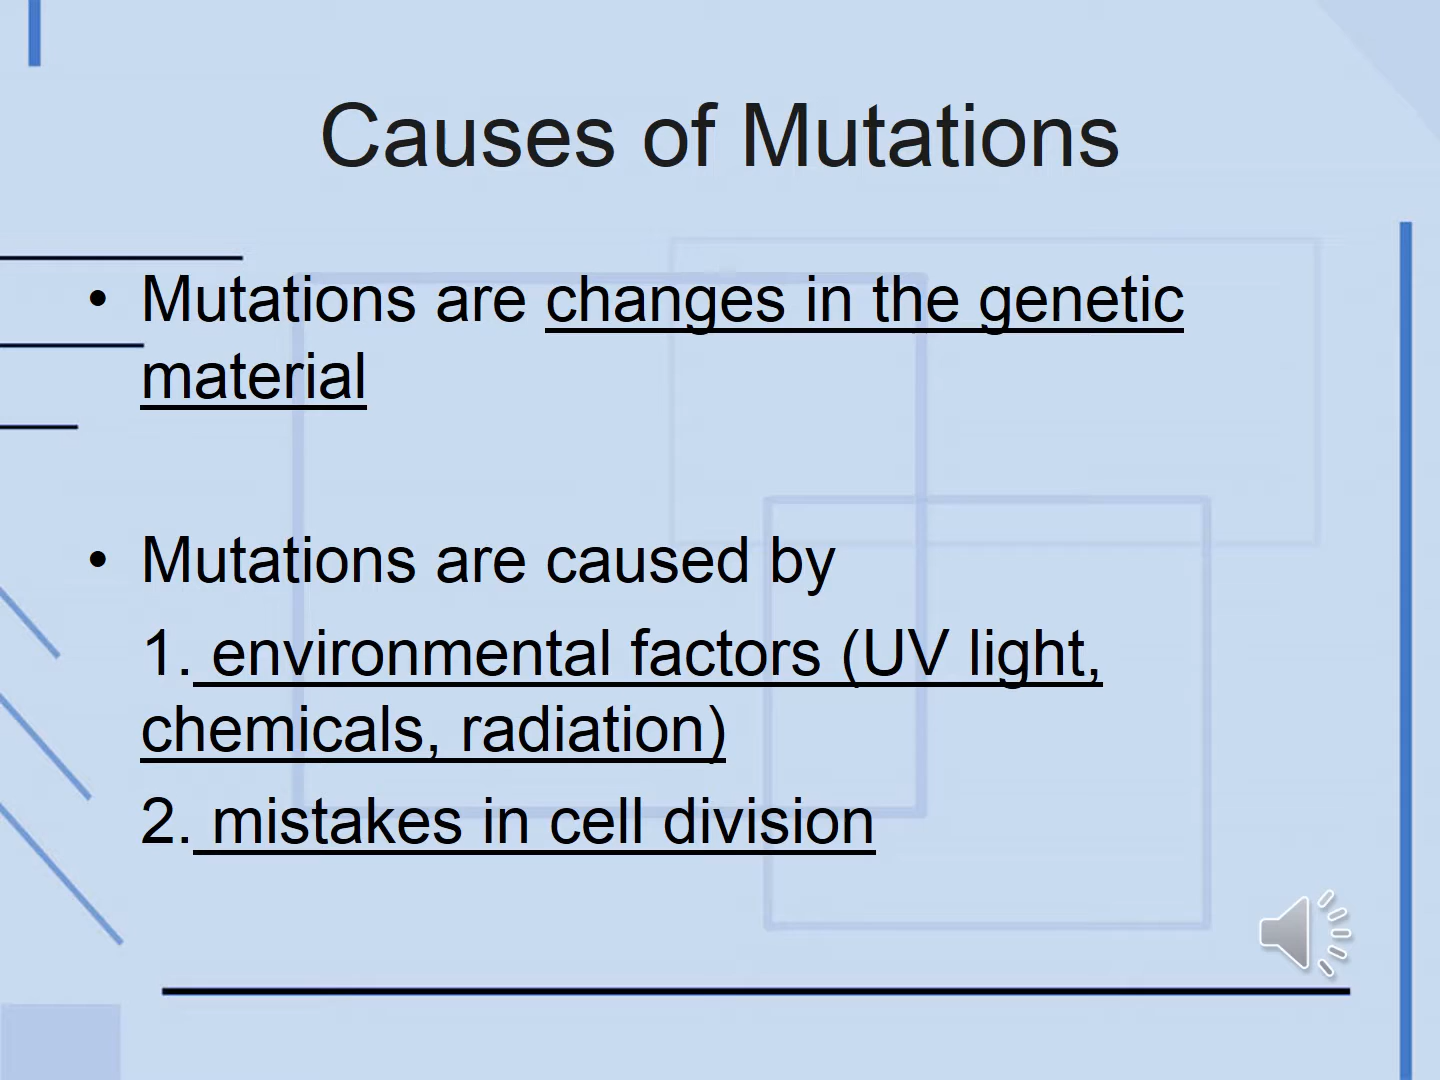 Causes of Mutations
• Mutations are changes in the genetic
material
• Mutations are caused by
1. environmental factors (UV light,
chemicals, radiation)
2. mistakes in cell division